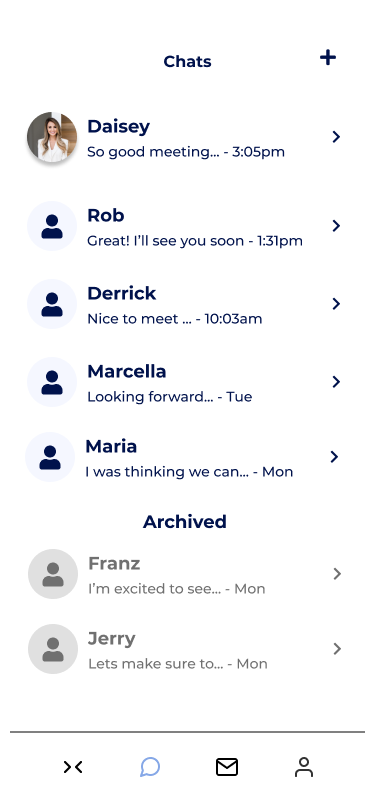 Chats
Daisey
So good meeting... - 3:05pm
Rob
Great! I'll see you soon - 1:31pm
Derrick
Nice to meet ... - 10:03am
Marcella
Looking forward... - Tue
Maria
I was thinking we can... - Mon
Archived
Franz
I'm excited to see... - Mon
Jerry
Lets make sure to... - Mon